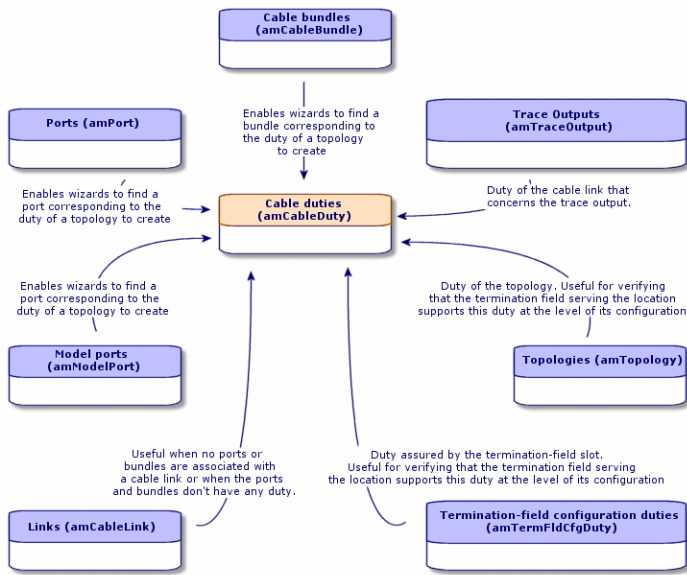 Cable bundles
(amCableBundle)
Enables wizards to find a
bundle corresponding to
the duty of a topology
to create
Ports (amPort)
Enables wizards to find a
port corresponding to the
duty of a topology to create
Trace Outputs
(amTraceOutput)
Duty of the cable link that
concerns the trace output.
Cable duties
(amCableDuty)
Enables wizards to find a
port corresponding to the
duty of a topology to create
Model ports
(amModelPort)
Duty of the topology. Useful for verifying
that the termination field serving the location
supports this duty at the level of its configuration
Topologies (amTopology)
Useful when no ports or
bundles are associated with
a cable link or when the ports
and bundles don't have any duty.
Links (amCableLink)
Duty assured by the termination-field slot.
Useful for verifying that the termination field serving
the location supports this duty at the level of its configuration
Termination-field configuration duties
(amTermFldCfgDuty)